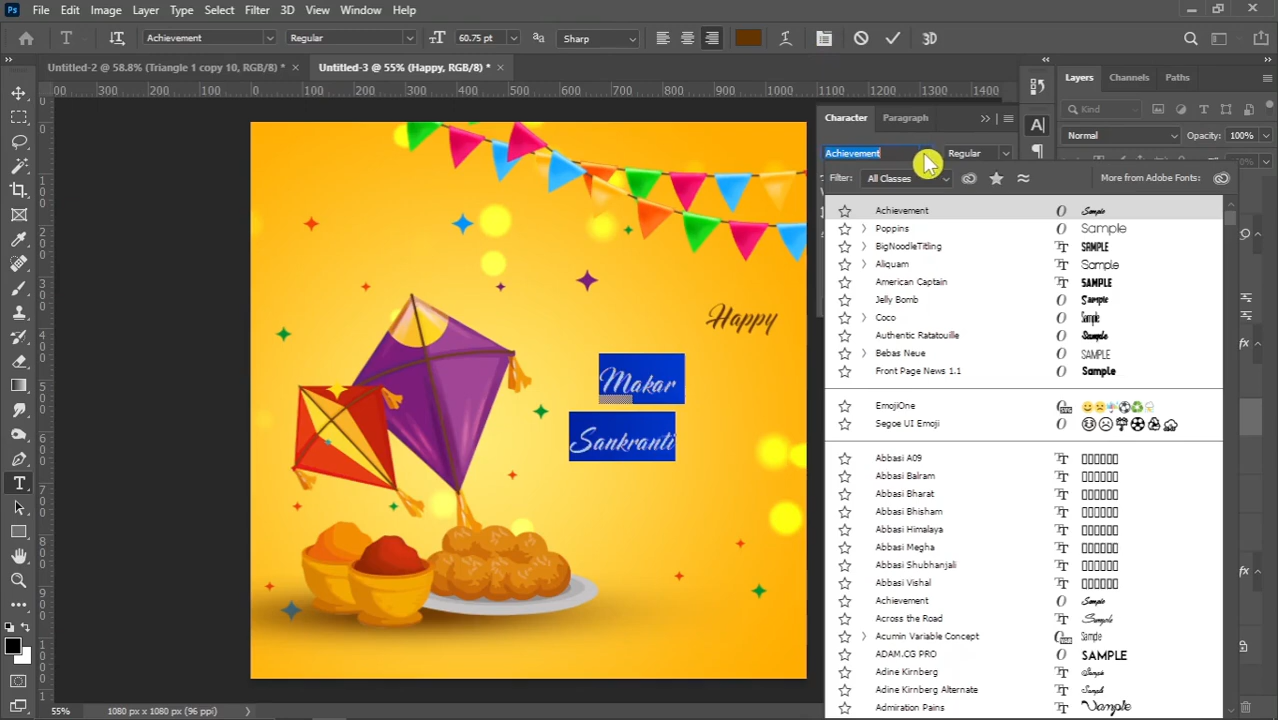 Ps File Edit Image Layer Type Select Filter 3D View Window Help
T Achievement Regular 60.75 pt Sharp
Untitled-2 @ 58.8% (Triangle 1 copy 10, RGB/8) * × Untitled-3 @ 55% (Happy, RGB/8) * ×
Layers Channels Paths
Kind
Normal Opacity: 100%
Character Paragraph
Achievement Regular
Filter: All Classes More from Adobe Fonts:
Achievement Sample
Poppins Sample
BigNoodleTitling SAMPLE
Aliquam Sample
American Captain SAMPLE
Jelly Bomb Sample
Coco Sample
Authentic Ratatouille Sample
Bebas Neue SAMPLE
Front Page News 1.1 Sample
EmojiOne
Segoe UI Emoji
Abbasi A09
Abbasi Balram
Abbasi Bharat
Abbasi Bhisham
Abbasi Himalaya
Abbasi Megha
Abbasi Shubhanjali
Abbasi Vishal
Achievement Sample
Across the Road Sample
Acumin Variable Concept Sample
ADAM.CG PRO SAMPLE
Adine Kirnberg Sample
Adine Kirnberg Alternate Sample
Admiration Pains Sample
Happy
Makar
Sankranti
55% 1080 px x 1080 px (96 ppi)